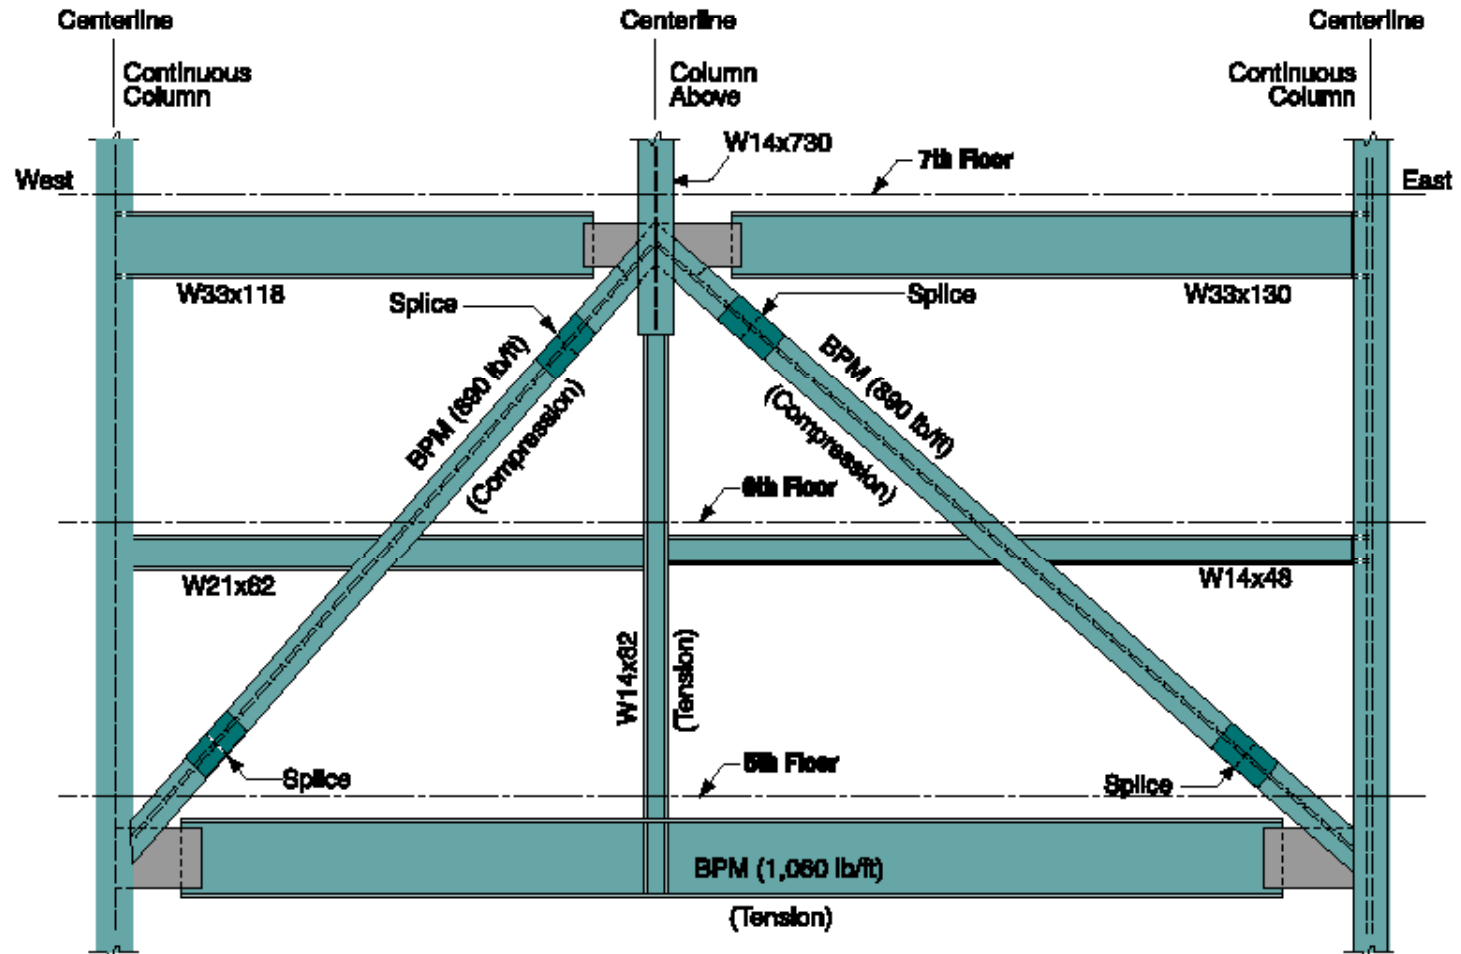 Centerline
Centerline
Centerline
Continuous
Column
Column
Above
Continuous
Column
W14x730
7th Floor
West
East
W33x118
Splice
Splice
W33x130
BPM (890 lb/ft)
(Compression)
BPM (890 lb/ft)
(Compression)
6th Floor
W21x62
W14x48
W14x82
(Tension)
5th Floor
Splice
Splice
BPM (1,060 lb/ft)
(Tension)